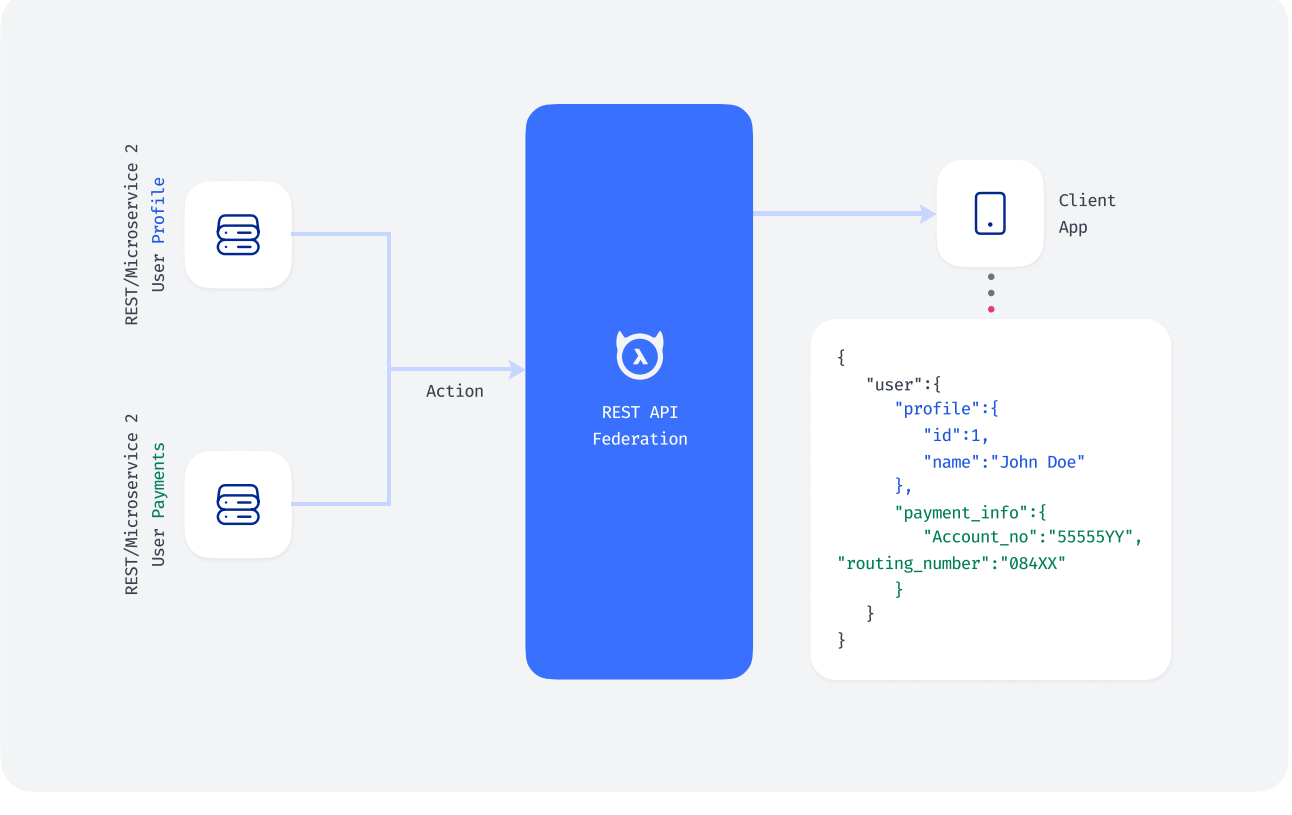 REST/Microservice 2
User Profile
REST/Microservice 2
User Payments
Action
λ
REST API
Federation
Client
App
{
"user":{
"profile":{
"id":1,
"name":"John Doe"
},
"payment_info":{
"Account_no":"55555YY",
"routing_number":"084XX"
}
}
}